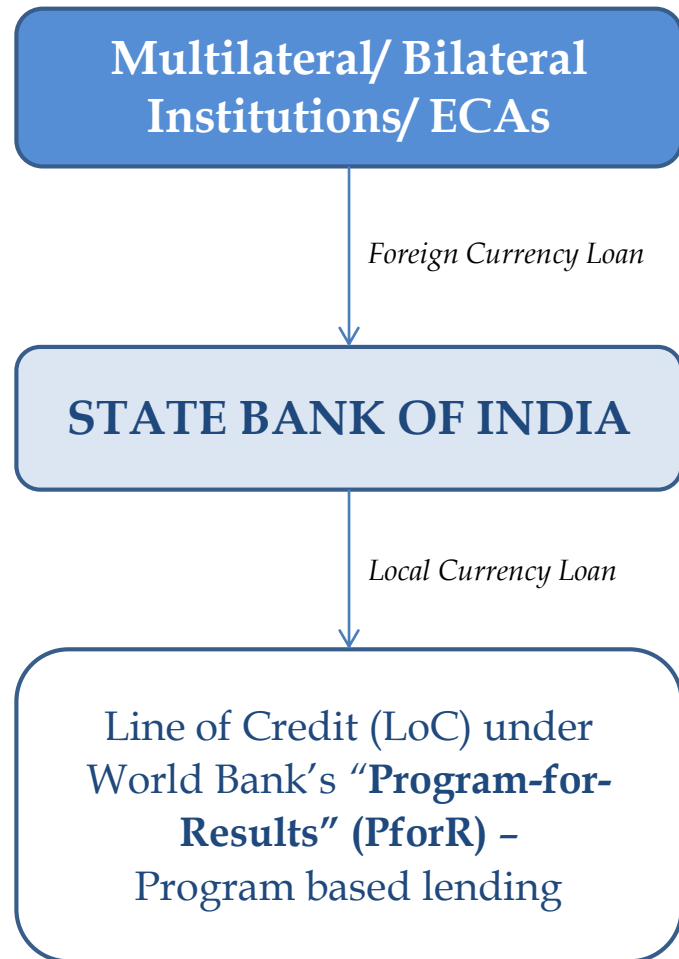 Multilateral/ Bilateral
Institutions/ ECAs
Foreign Currency Loan
STATE BANK OF INDIA
Local Currency Loan
Line of Credit (LoC) under
World Bank’s “Program-for-
Results” (PforR) –
Program based lending